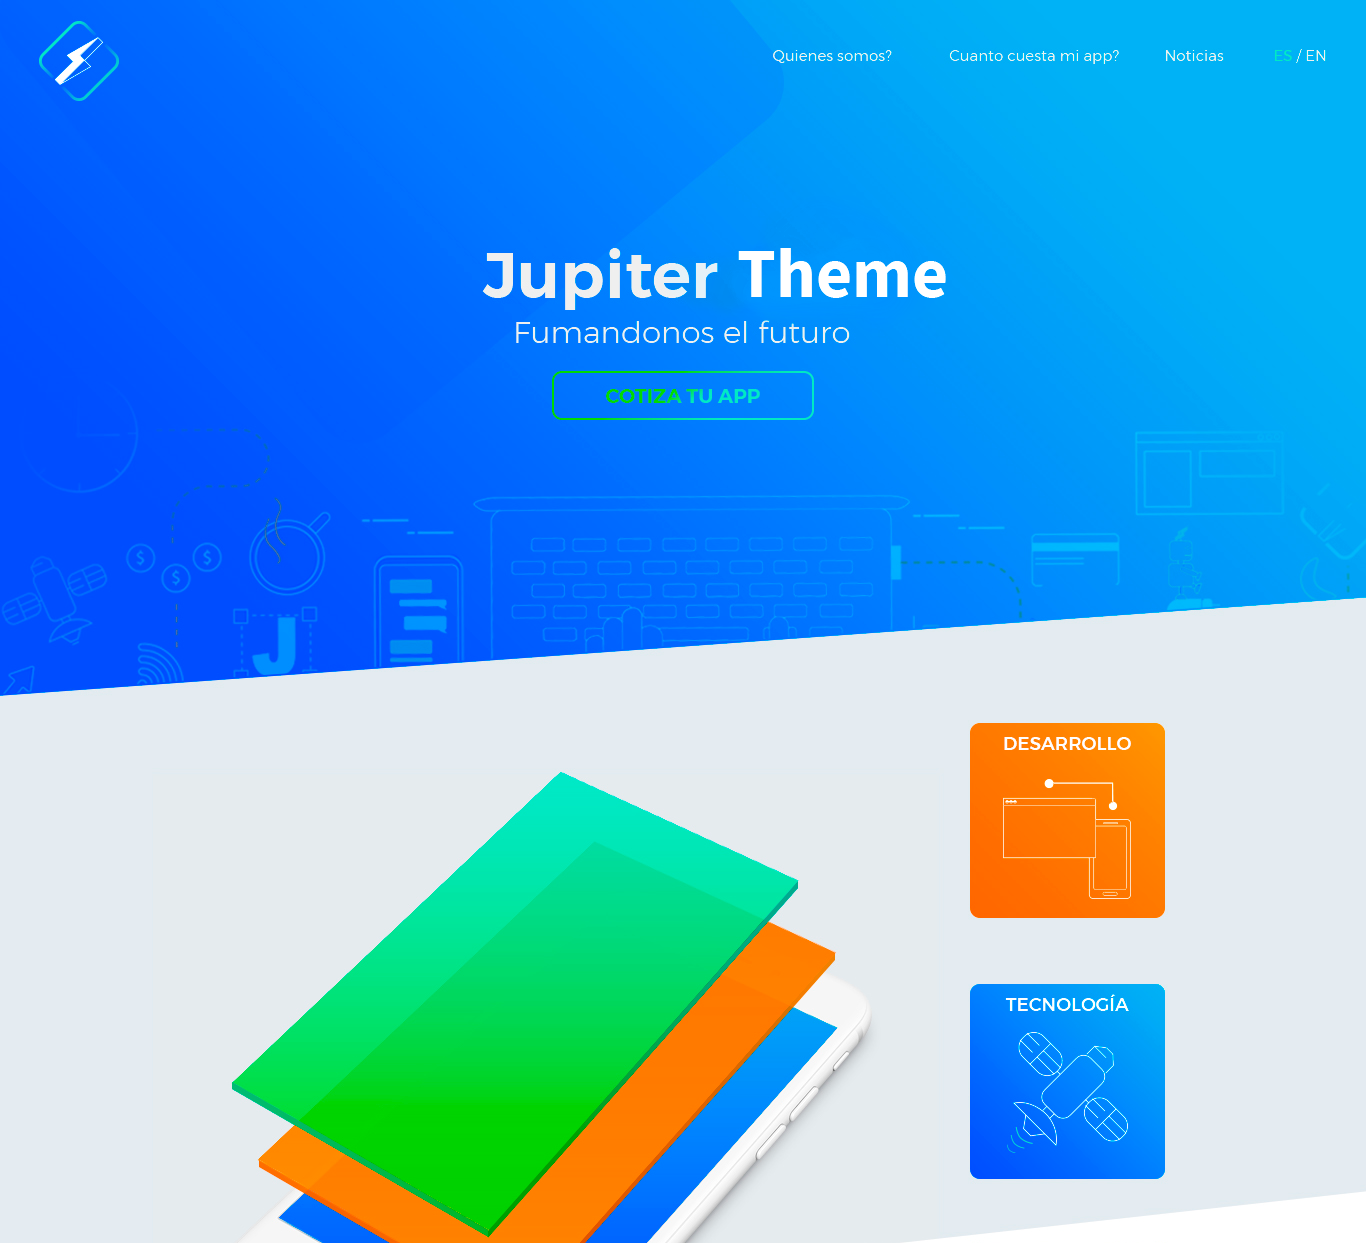 Quienes somos?
Cuanto cuesta mi app?
Noticias
ES / EN
Jupiter Theme
Fumandonos el futuro
COTIZA TU APP
$
$
$
J
DESARROLLO
TECNOLOGÍA